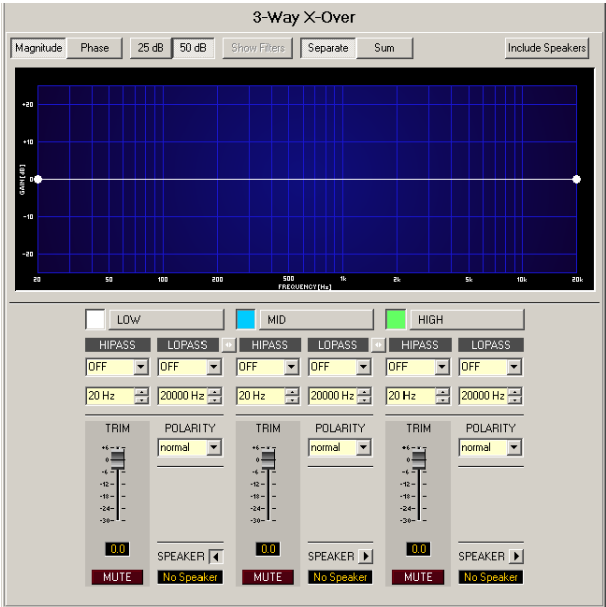 3-Way X-Over
Magnitude Phase 25 dB 50 dB Show Filters Separate Sum Include Speakers
+20
+10
0
-10
-20
GAIN [dB]
20 50 100 200 500 1k 2k 5k 10k 20k
FREQUENCY [Hz]
LOW MID HIGH
HIPASS LOPASS HIPASS LOPASS HIPASS LOPASS
OFF OFF OFF OFF OFF OFF
20 Hz 20000 Hz 20 Hz 20000 Hz 20 Hz 20000 Hz
TRIM POLARITY TRIM POLARITY TRIM POLARITY
+6 +6 +6
normal normal normal
0 0 0
-6 -6 -6
-12 -12 -12
-18 -18 -18
-24 -24 -24
-30 -30 -30
0.0 0.0 0.0
SPEAKER SPEAKER SPEAKER
MUTE No Speaker MUTE No Speaker MUTE No Speaker